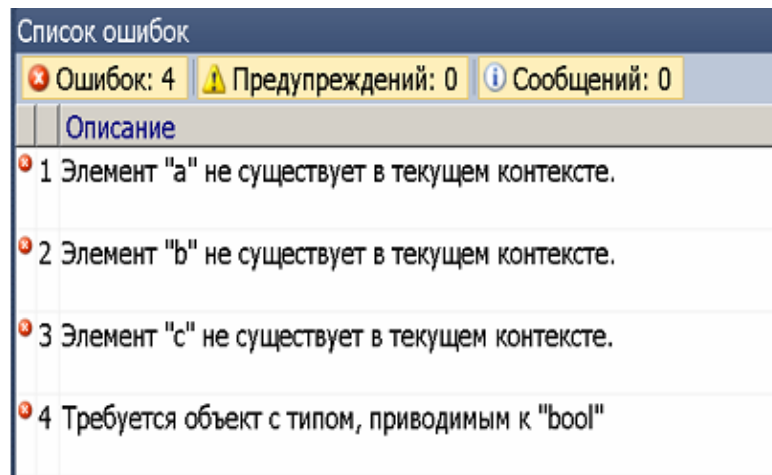 Список ошибок
Ошибок: 4 Предупреждений: 0 Сообщений: 0
Описание
1 Элемент "a" не существует в текущем контексте.
2 Элемент "b" не существует в текущем контексте.
3 Элемент "c" не существует в текущем контексте.
4 Требуется объект с типом, приводимым к "bool"